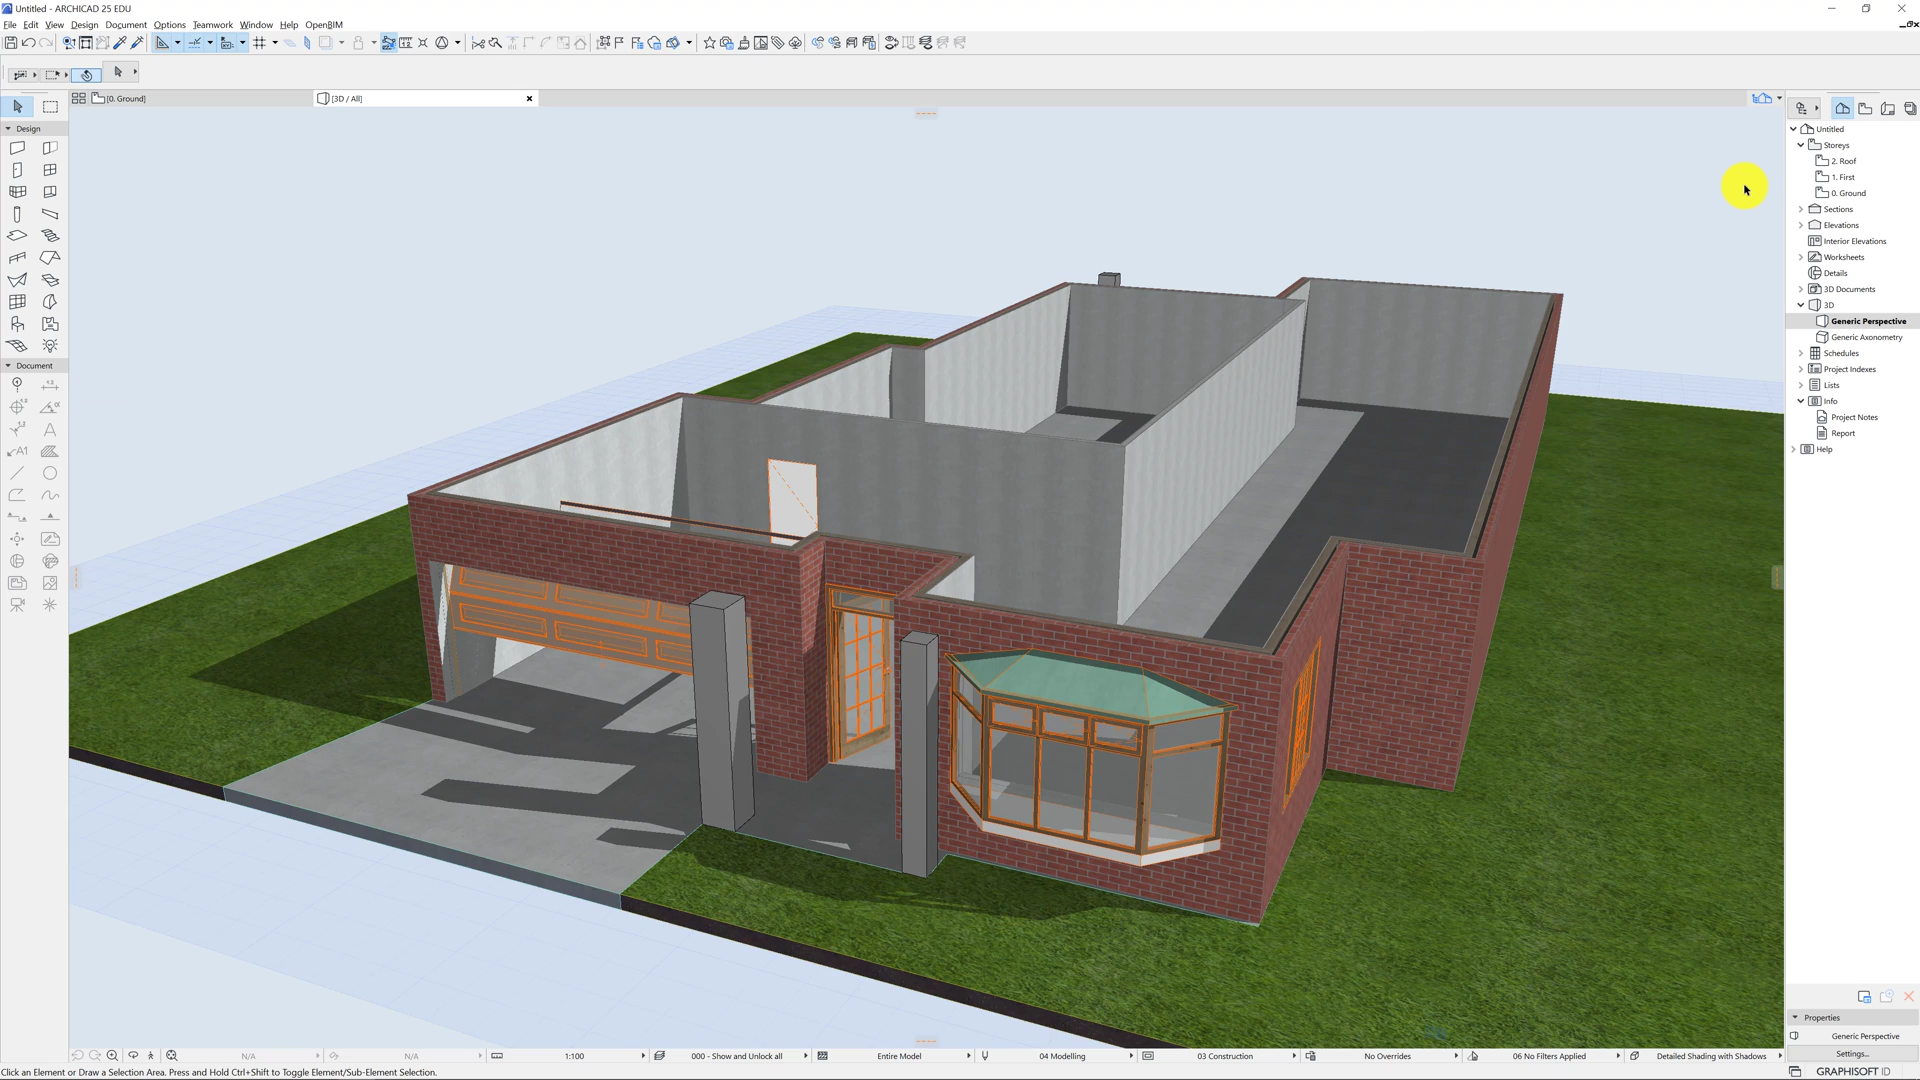 Untitled - ARCHICAD 25 EDU
File Edit View Design Document Options Teamwork Window Help OpenBIM
[0. Ground]
[3D / All]
Design
Document
A
A1
Untitled
Storeys
2. Roof
1. First
0. Ground
Sections
Elevations
Interior Elevations
Worksheets
Details
3D Documents
3D
Generic Perspective
Generic Axonometry
Schedules
Project Indexes
Lists
Info
Project Notes
Report
Help
Properties
Generic Perspective
Settings...
N/A
N/A
1:100
000 - Show and Unlock all
Entire Model
04 Modelling
03 Construction
No Overrides
06 No Filters Applied
Detailed Shading with Shadows
Click an Element or Draw a Selection Area. Press and Hold Ctrl+Shift to Toggle Element/Sub-Element Selection.
GRAPHISOFT ID